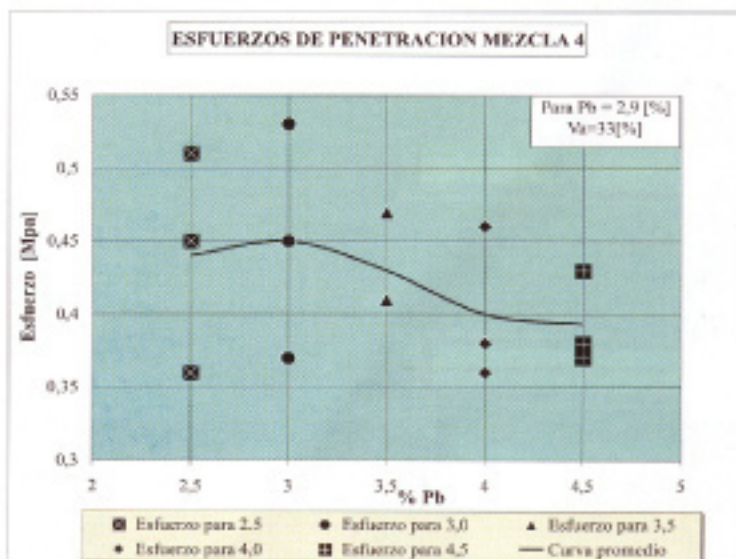 ESFUERZOS DE PENETRACION MEZCLA 4
Para Pb = 2,9 [%]
Va=33[%]
Esfuerzo [Mpa]
0,55
0,5
0,45
0,4
0,35
0,3
2
2,5
3
3,5
4
4,5
5
% Pb
Esfuerzo para 2.5
Esfuerzo para 3,0
Esfuerzo para 3,5
Esfuerzo para 4,0
Esfuerzo para 4,5
Curva promedio